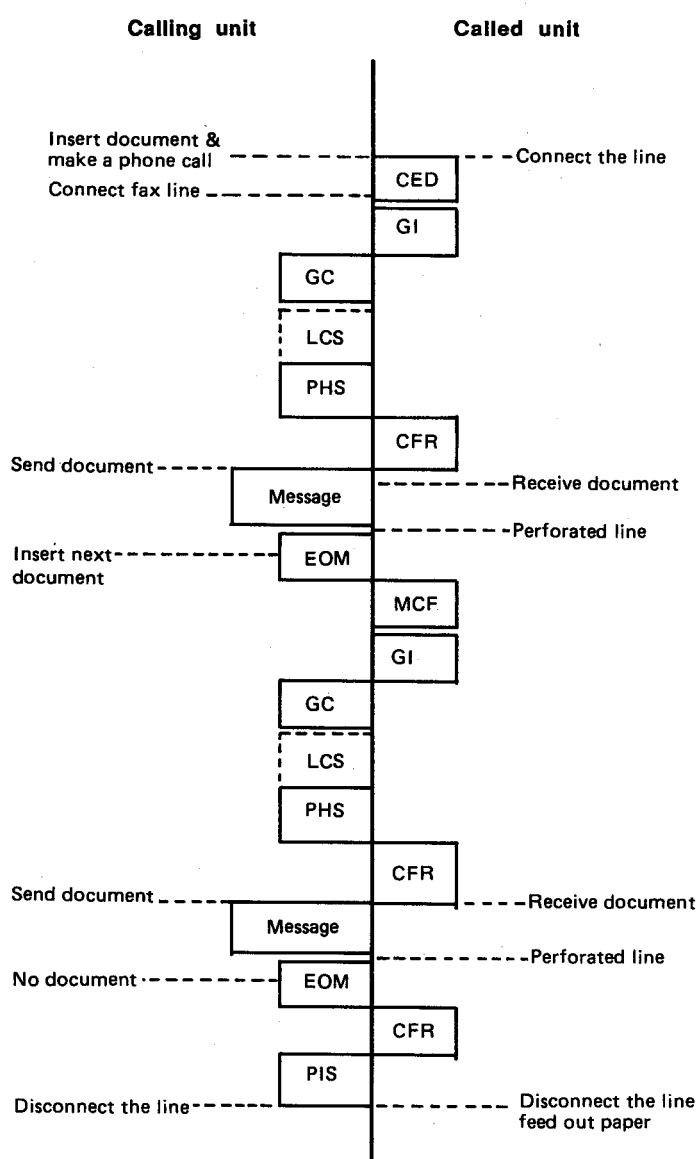 Calling unit Called unit
Insert document &
make a phone call
Connect the line
CED
Connect fax line
GI
GC
LCS
PHS
CFR
Send document
Message
Receive document
Perforated line
Insert next
document
EOM
MCF
GI
GC
LCS
PHS
CFR
Send document
Receive document
Message
Perforated line
No document
EOM
CFR
PIS
Disconnect the line
Disconnect the line
feed out paper